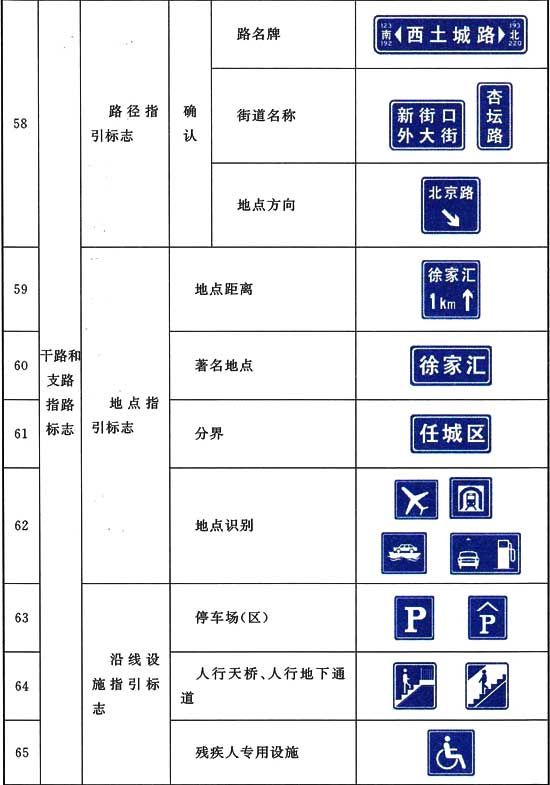 58
干路和
支路
指路
标志
路径指
引标志
确
认
路名牌
123
南
192
西土城路
193
北
220
街道名称
新街口
外大街
杏
坛
路
地点方向
北京路
59
地点指
引标志
地点距离
徐家汇
1km
60
著名地点
徐家汇
61
分界
任城区
62
地点识别
63
沿线设
施指引标
志
停车场(区)
P
P
64
人行天桥、人行地下通
道
65
残疾人专用设施